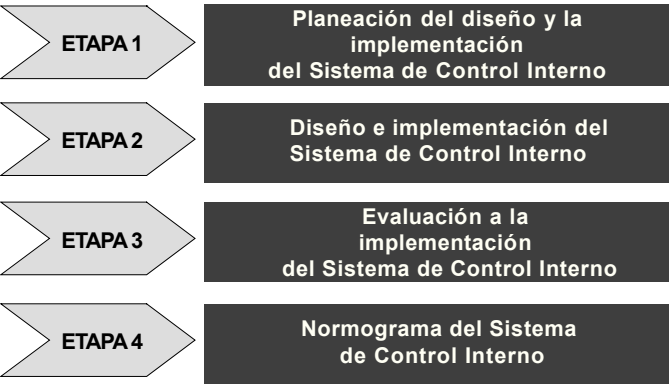 ETAPA 1
Planeación del diseño y la
implementación
del Sistema de Control Interno
ETAPA 2
Diseño e implementación del
Sistema de Control Interno
ETAPA 3
Evaluación a la
implementación
del Sistema de Control Interno
ETAPA 4
Normograma del Sistema
de Control Interno